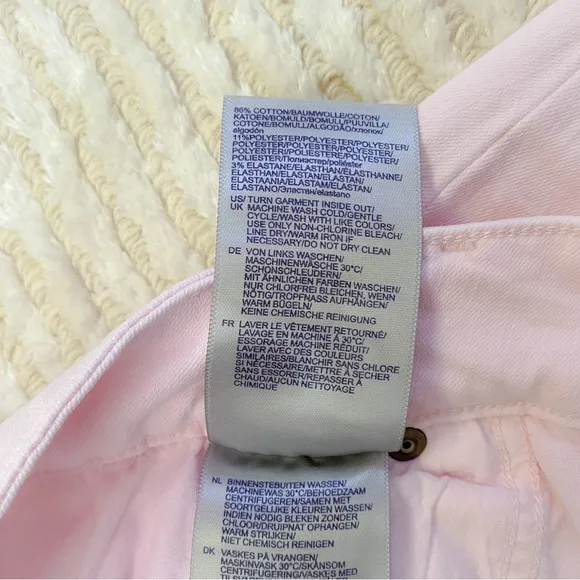 86% COTTON/BAUMWOLLE/COTON/
KATOEN/BOMULD/BOMULL/PUUVILLA/
COTONE/BOMULL/ALGODÃO/хлопок/
algodón
11%POLYESTER/POLYESTER/POLYESTER/
POLYESTER/POLYESTER/POLYESTER/
POLYESTERI/POLIESTERE/POLYESTER/
POLIÉSTER/Полиэстер/poliéster
3% ELASTANE/ELASTHAN/ÉLASTHANNE/
ELASTHAN/ELASTAN/ELASTAN/
ELASTAANIA/ELASTAM/ELASTAN/
ELASTANO/Эластан/elastano
US/ TURN GARMENT INSIDE OUT/
UK MACHINE WASH COLD/GENTLE
CYCLE/WASH WITH LIKE COLORS/
USE ONLY NON-CHLORINE BLEACH/
LINE DRY/WARM IRON IF
NECESSARY/DO NOT DRY CLEAN
DE VON LINKS WASCHEN/
MASCHINENWÄSCHE 30°C/
SCHONSCHLEUDERN/
MIT ÄHNLICHEN FARBEN WASCHEN/
NUR CHLORFREI BLEICHEN, WENN
NÖTIG/TROPFNASS AUFHÄNGEN/
WARM BÜGELN/
KEINE CHEMISCHE REINIGUNG
FR LAVER LE VÊTEMENT RETOURNÉ/
LAVAGE EN MACHINE À 30°C/
ESSORAGE MACHINE RÉDUIT/
LAVER AVEC DES COULEURS
SIMILAIRES/BLANCHIR SANS CHLORE
SI NÉCESSAIRE/METTRE À SECHER
SANS ESSORER/REPASSER À
CHAUD/AUCUN NETTOYAGE
CHIMIQUE
NL BINNENSTEBUITEN WASSEN/
MACHINEWAS 30°C/BEHOEDZAAM
CENTRIFUGEREN/SAMEN MET
SOORTGELIJKE KLEUREN WASSEN/
INDIEN NODIG BLEKEN ZONDER
CHLOOR/DRUIPNAT OPHANGEN/
WARM STRIJKEN/
NIET CHEMISCH REINIGEN
DK VASKES PÅ VRANGEN/
MASKINVASK 30°C/SKÅNSOM
CENTRIFUGERING/VASKES MED